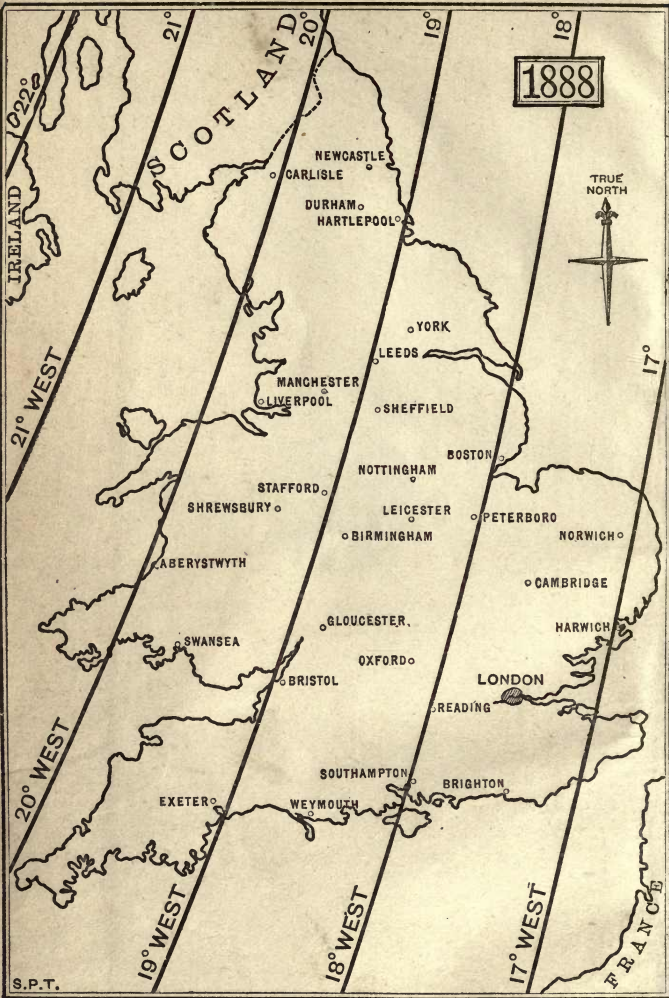 21°
20°
19°
18°
1888
22°
SCOTLAND
NEWCASTLE
CARLISLE
TRUE
NORTH
DURHAM
HARTLEPOOL
IRELAND
YORK
LEEDS
17°
21° WEST
MANCHESTER
LIVERPOOL
SHEFFIELD
BOSTON
NOTTINGHAM
STAFFORD
SHREWSBURY
LEICESTER
PETERBORO
BIRMINGHAM
NORWICH
ABERYSTWYTH
CAMBRIDGE
GLOUCESTER.
HARWICH
SWANSEA
OXFORD
LONDON
BRISTOL
READING
20° WEST
SOUTHAMPTON
BRIGHTON
EXETER
WEYMOUTH
19° WEST
18° WEST
17° WEST
FRANCE
S.P.T.